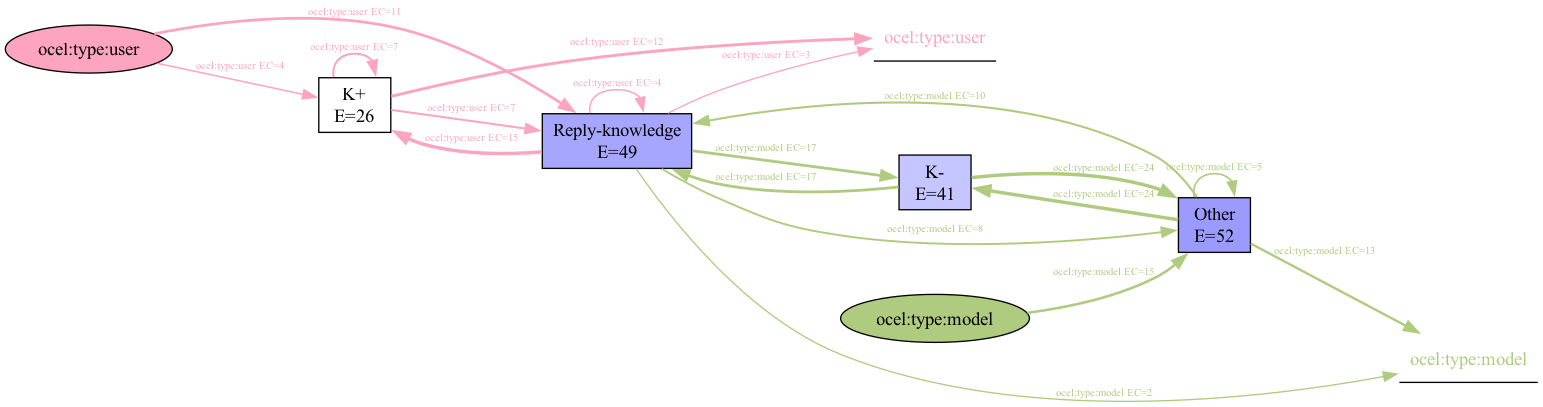 ocel:type:user EC=11
ocel:type:user
ocel:type:user EC=7
ocel:type:user EC=12
ocel:type:user
ocel:type:user EC=4
ocel:type:user EC=3
K+
E=26
ocel:type:user EC=4
ocel:type:model EC=10
ocel:type:user EC=7
Reply-knowledge
E=49
ocel:type:user EC=15
ocel:type:model EC=17
ocel:type:model EC=17
K-
E=41
ocel:type:model EC=24
ocel:type:model EC=5
ocel:type:model EC=24
Other
E=52
ocel:type:model EC=8
ocel:type:model EC=13
ocel:type:model EC=15
ocel:type:model
ocel:type:model
ocel:type:model EC=2